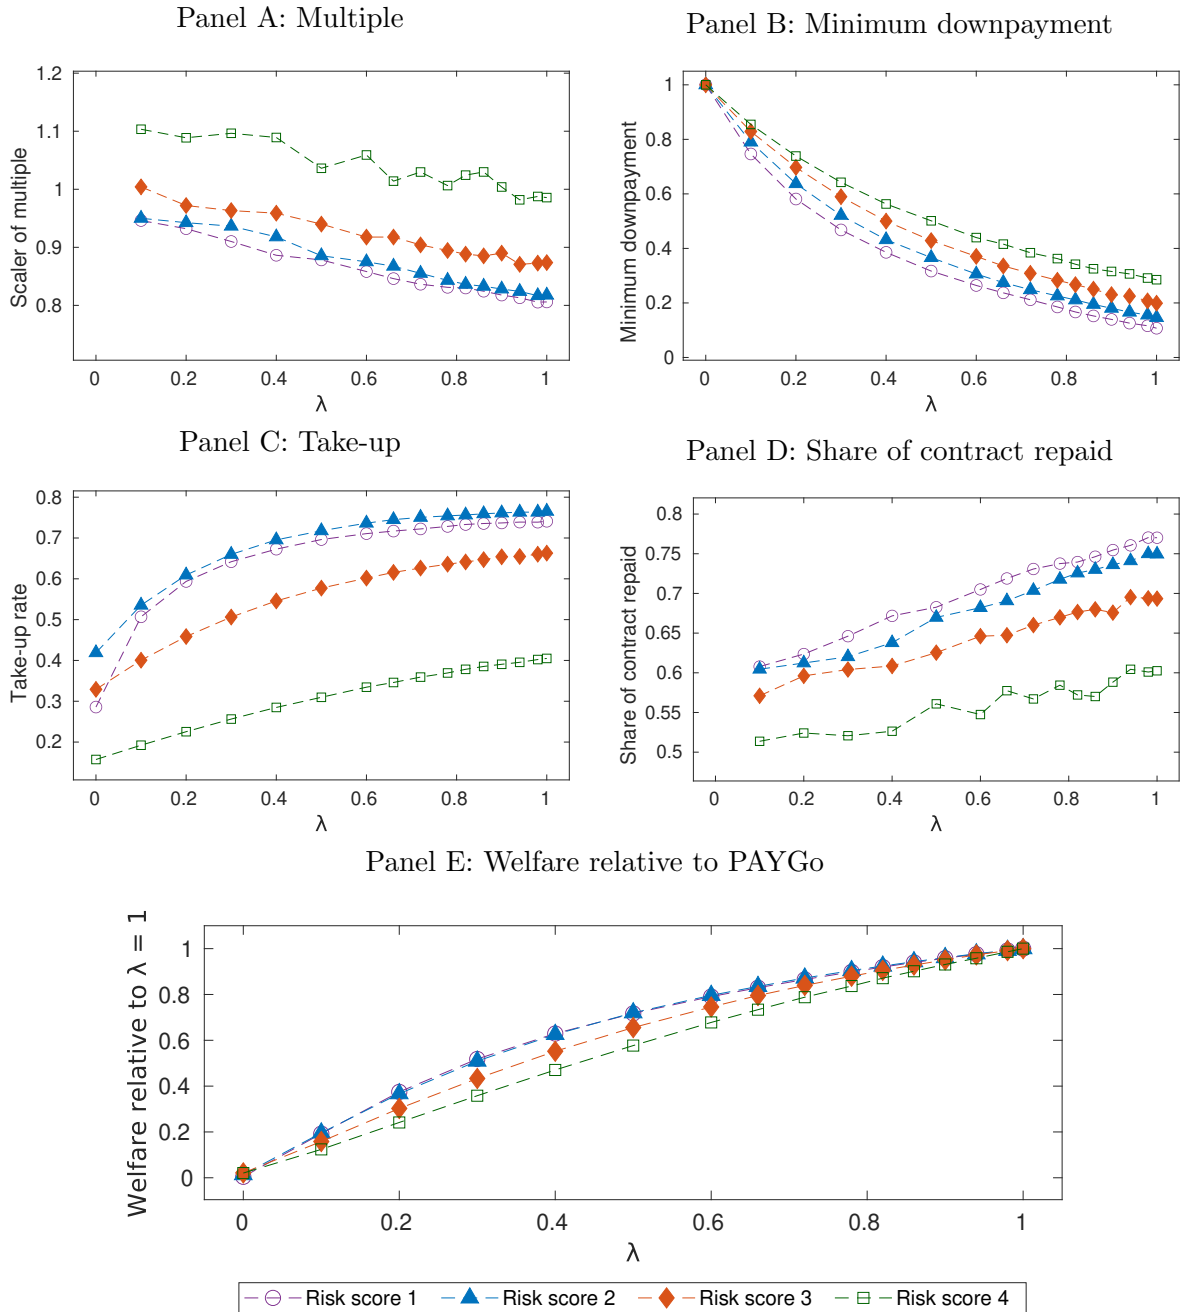 Panel A: Multiple
1.2
1.1
1
0.9
0.8
Scaler of multiple
0 0.2 0.4 0.6 0.8 1
λ
Panel B: Minimum downpayment
1
0.8
0.6
0.4
0.2
0
Minimum downpayment
0 0.2 0.4 0.6 0.8 1
λ
Panel C: Take-up
0.8
0.7
0.6
0.5
0.4
0.3
0.2
Take-up rate
0 0.2 0.4 0.6 0.8 1
λ
Panel D: Share of contract repaid
0.8
0.75
0.7
0.65
0.6
0.55
0.5
Share of contract repaid
0 0.2 0.4 0.6 0.8 1
λ
Panel E: Welfare relative to PAYGo
1
0.8
0.6
0.4
0.2
0
Welfare relative to λ = 1
0 0.2 0.4 0.6 0.8 1
λ
Risk score 1 Risk score 2 Risk score 3 Risk score 4